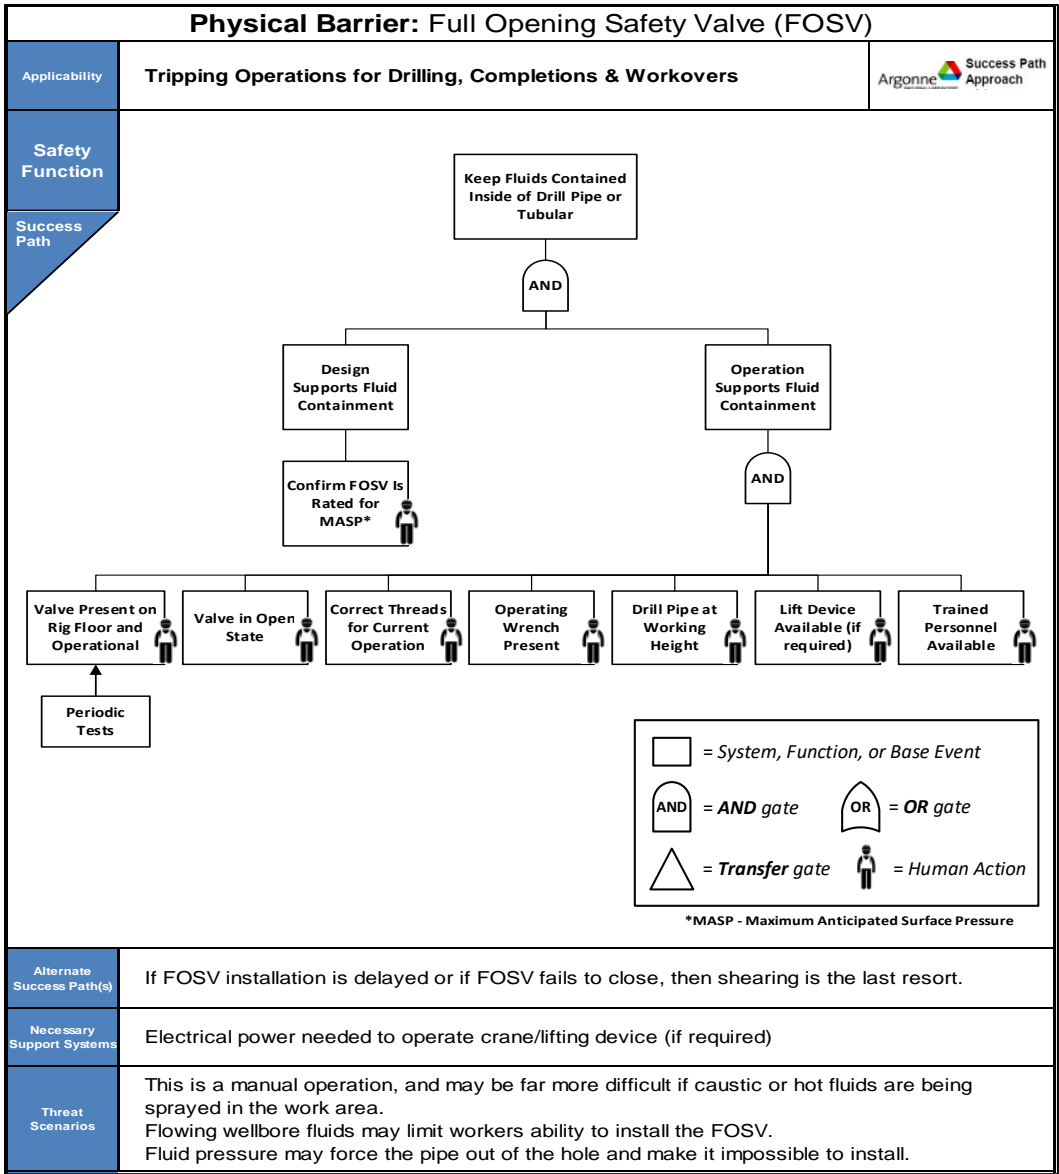 Physical Barrier: Full Opening Safety Valve (FOSV)
Applicability
Tripping Operations for Drilling, Completions & Workovers
Argonne
NATIONAL LABORATORY
Success Path
Approach
Safety
Function
Success
Path
Keep Fluids Contained
Inside of Drill Pipe or
Tubular
AND
Design
Supports Fluid
Containment
Operation
Supports Fluid
Containment
Confirm FOSV Is
Rated for
MASP*
AND
Valve Present on
Rig Floor and
Operational
Valve in Open
State
Correct Threads
for Current
Operation
Operating
Wrench
Present
Drill Pipe at
Working
Height
Lift Device
Available (if
required)
Trained
Personnel
Available
Periodic
Tests
= System, Function, or Base Event
AND
= AND gate
OR
= OR gate
= Transfer gate
= Human Action
*MASP - Maximum Anticipated Surface Pressure
Alternate
Success Path(s)
If FOSV installation is delayed or if FOSV fails to close, then shearing is the last resort.
Necessary
Support Systems
Electrical power needed to operate crane/lifting device (if required)
Threat
Scenarios
This is a manual operation, and may be far more difficult if caustic or hot fluids are being
sprayed in the work area.
Flowing wellbore fluids may limit workers ability to install the FOSV.
Fluid pressure may force the pipe out of the hole and make it impossible to install.